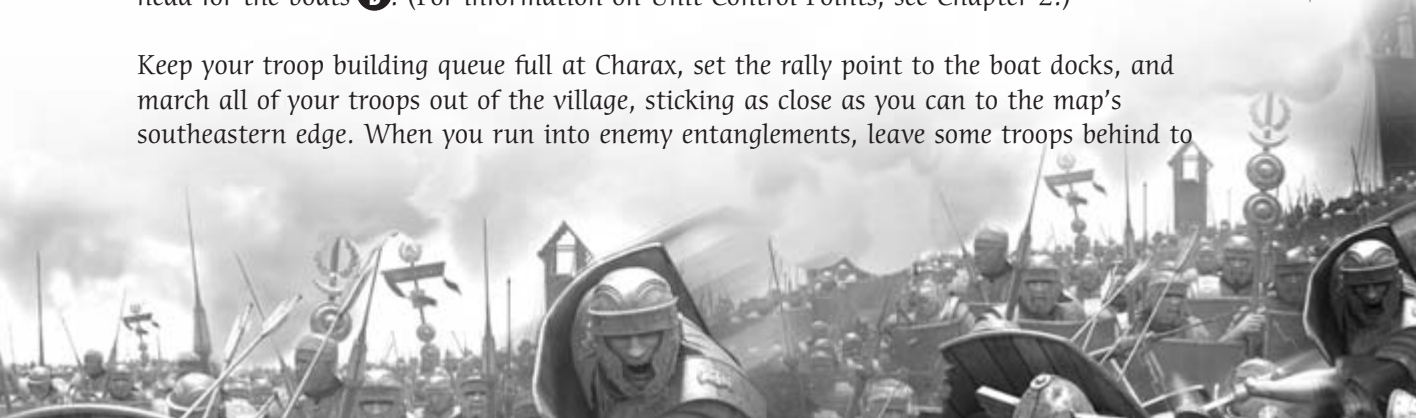 head for the boats B. (For information on Unit Control Points, see Chapter 2.)
Keep your troop building queue full at Charax, set the rally point to the boat docks, and
march all of your troops out of the village, sticking as close as you can to the map's
southeastern edge. When you run into enemy entanglements, leave some troops behind to